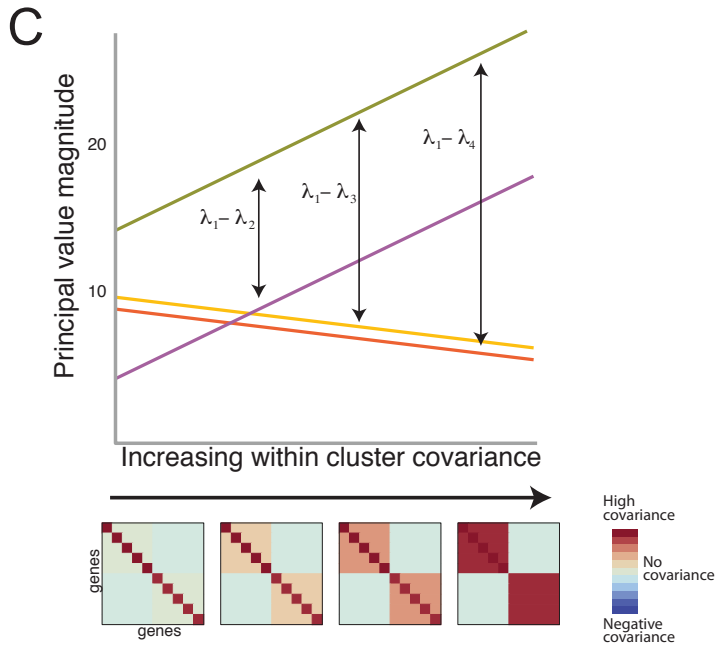 C
Principal value magnitude
20
10
λ₁– λ₂
λ₁– λ₃
λ₁– λ₄
Increasing within cluster covariance
genes
genes
High
covariance
No
covariance
Negative
covariance